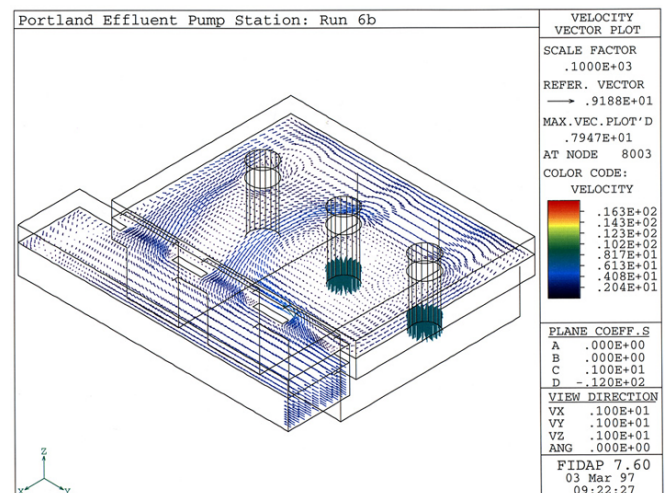 Portland Effluent Pump Station: Run 6b
VELOCITY
VECTOR PLOT
SCALE FACTOR
.1000E+03
REFER. VECTOR
.9188E+01
MAX.VEC.PLOT'D
.7947E+01
AT NODE 8003
COLOR CODE:
VELOCITY
.163E+02
.143E+02
.123E+02
.102E+02
.817E+01
.613E+01
.408E+01
.204E+01
PLANE COEFF.S
A .000E+00
B .000E+00
C .100E+01
D -.120E+02
VIEW DIRECTION
VX .100E+01
VY .100E+01
VZ .100E+01
ANG .000E+00
FIDAP 7.60
03 Mar 97
09:22:27
Z
X Y